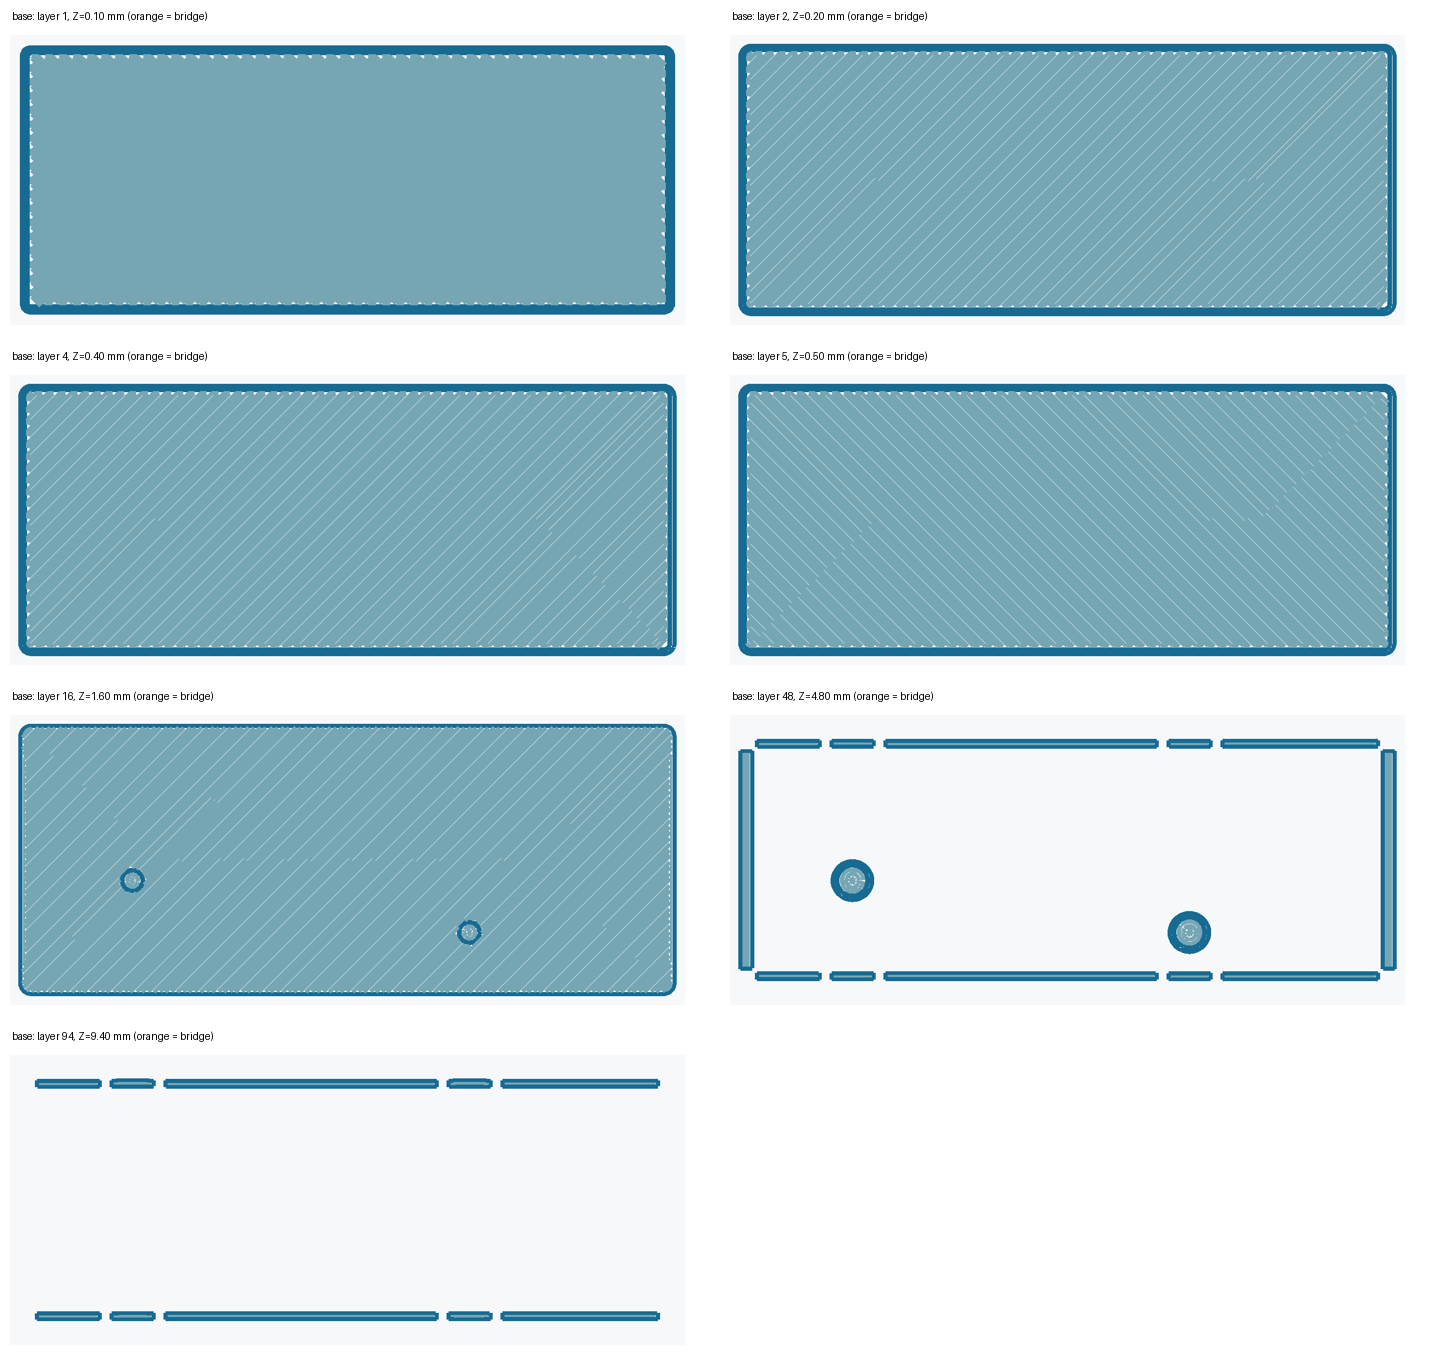 base: layer 1, Z=0.10 mm (orange = bridge)
base: layer 2, Z=0.20 mm (orange = bridge)
base: layer 4, Z=0.40 mm (orange = bridge)
base: layer 5, Z=0.50 mm (orange = bridge)
base: layer 16, Z=1.60 mm (orange = bridge)
base: layer 48, Z=4.80 mm (orange = bridge)
base: layer 94, Z=9.40 mm (orange = bridge)